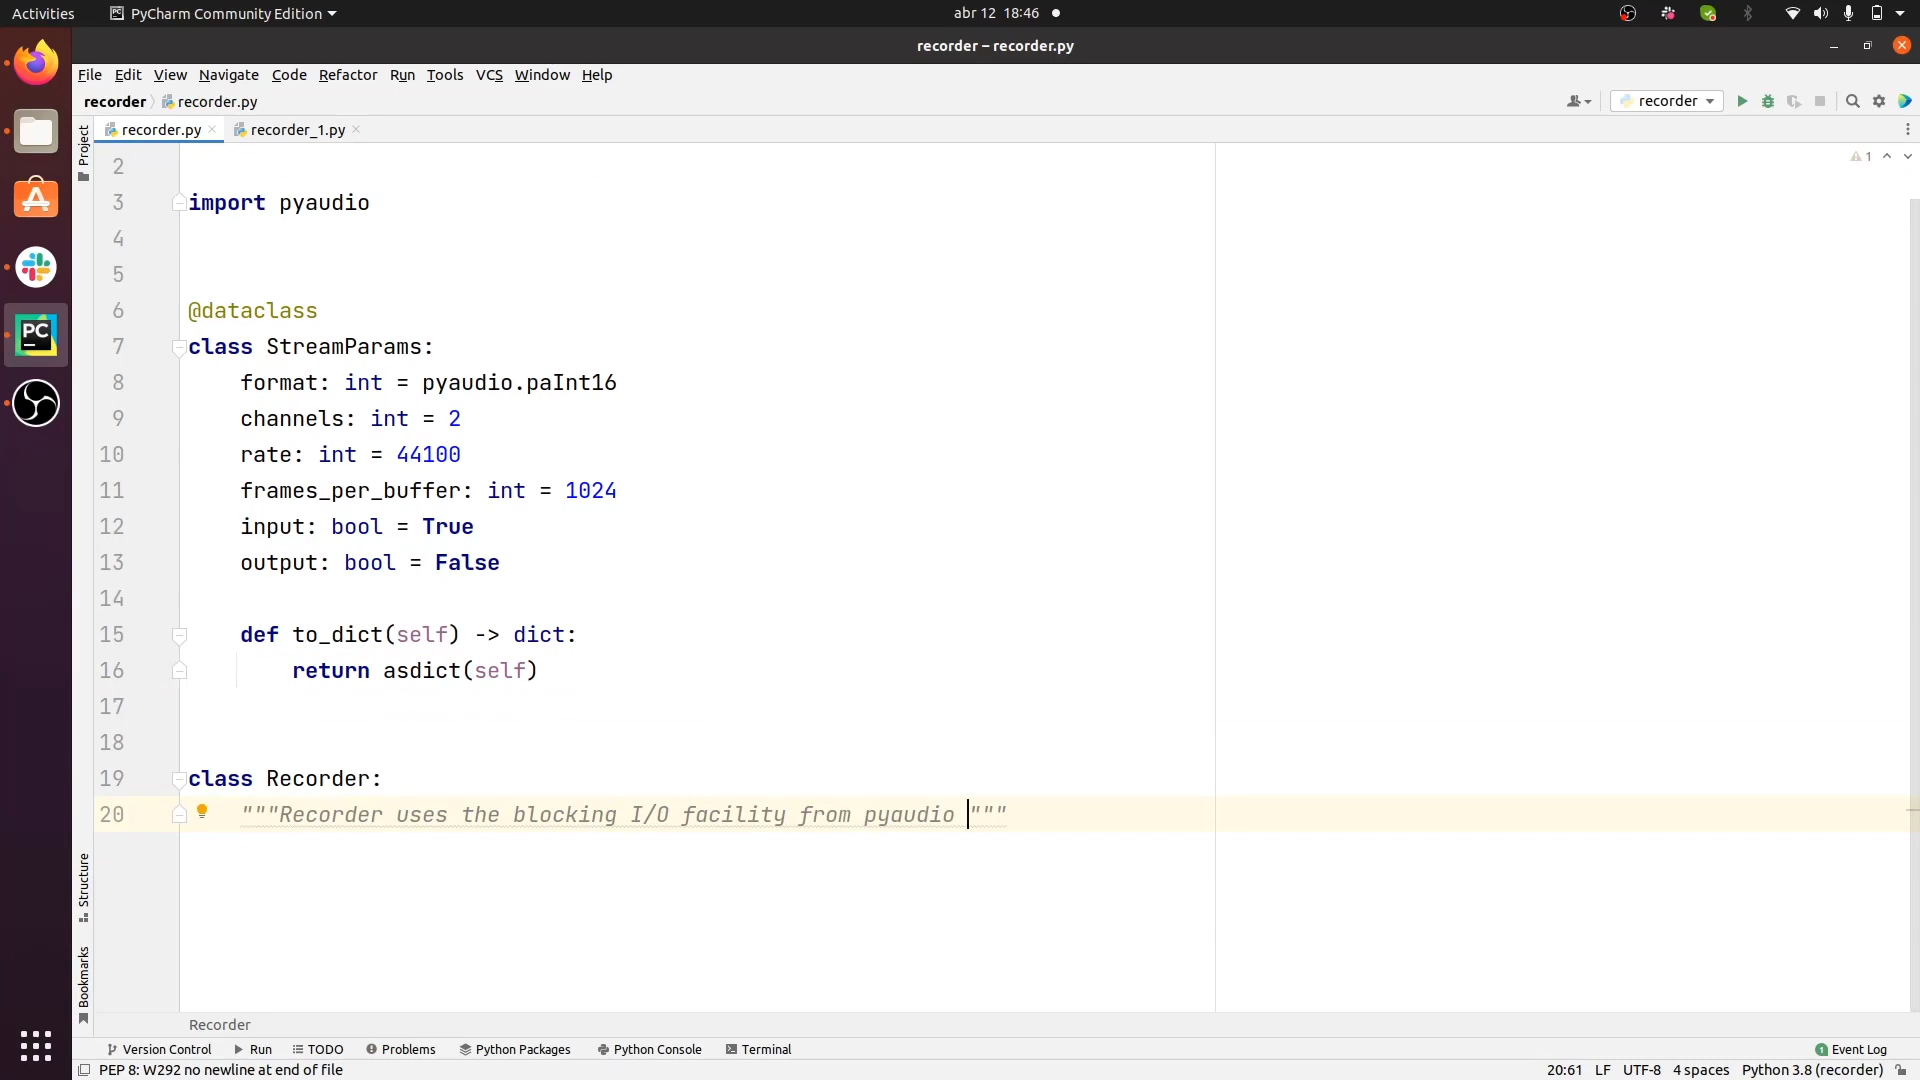 Activities PyCharm Community Edition abr 12 18:46
recorder – recorder.py
File Edit View Navigate Code Refactor Run Tools VCS Window Help
recorder recorder.py recorder
recorder.py recorder_1.py
Project
1
2
3 import pyaudio
4
5
6 @dataclass
7 class StreamParams:
8 format: int = pyaudio.paInt16
9 channels: int = 2
10 rate: int = 44100
11 frames_per_buffer: int = 1024
12 input: bool = True
13 output: bool = False
14
15 def to_dict(self) -> dict:
16 return asdict(self)
17
18
19 class Recorder:
20 """Recorder uses the blocking I/O facility from pyaudio """
Structure
Bookmarks
Recorder
Version Control Run TODO Problems Python Packages Python Console Terminal 1 Event Log
PEP 8: W292 no newline at end of file 20:61 LF UTF-8 4 spaces Python 3.8 (recorder)
PC
PC